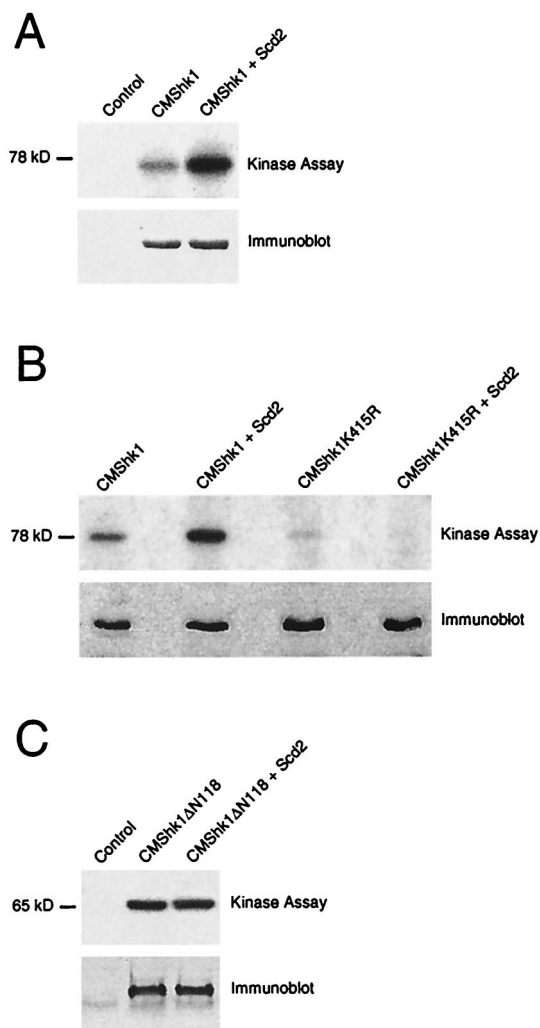 A
Control
CMShk1
CMShk1 + Scd2
78 kD
Kinase Assay
Immunoblot
B
CMShk1
CMShk1 + Scd2
CMShk1K415R
CMShk1K415R + Scd2
78 kD
Kinase Assay
Immunoblot
C
Control
CMShk1ΔN118
CMShk1ΔN118 + Scd2
65 kD
Kinase Assay
Immunoblot